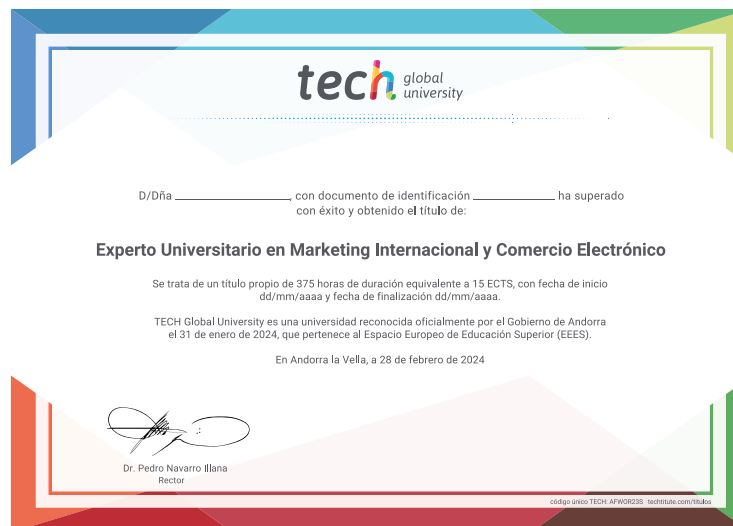 tech global university
D/Dña ____________________, con documento de identificación ______________ ha superado
con éxito y obtenido el título de:
Experto Universitario en Marketing Internacional y Comercio Electrónico
Se trata de un título propio de 375 horas de duración equivalente a 15 ECTS, con fecha de inicio
dd/mm/aaaa y fecha de finalización dd/mm/aaaa.
TECH Global University es una universidad reconocida oficialmente por el Gobierno de Andorra
el 31 de enero de 2024, que pertenece al Espacio Europeo de Educación Superior (EEES).
En Andorra la Vella, a 28 de febrero de 2024
Dr. Pedro Navarro Illana
Rector
código único TECH: AFWOR23S techtitute.com/titulos